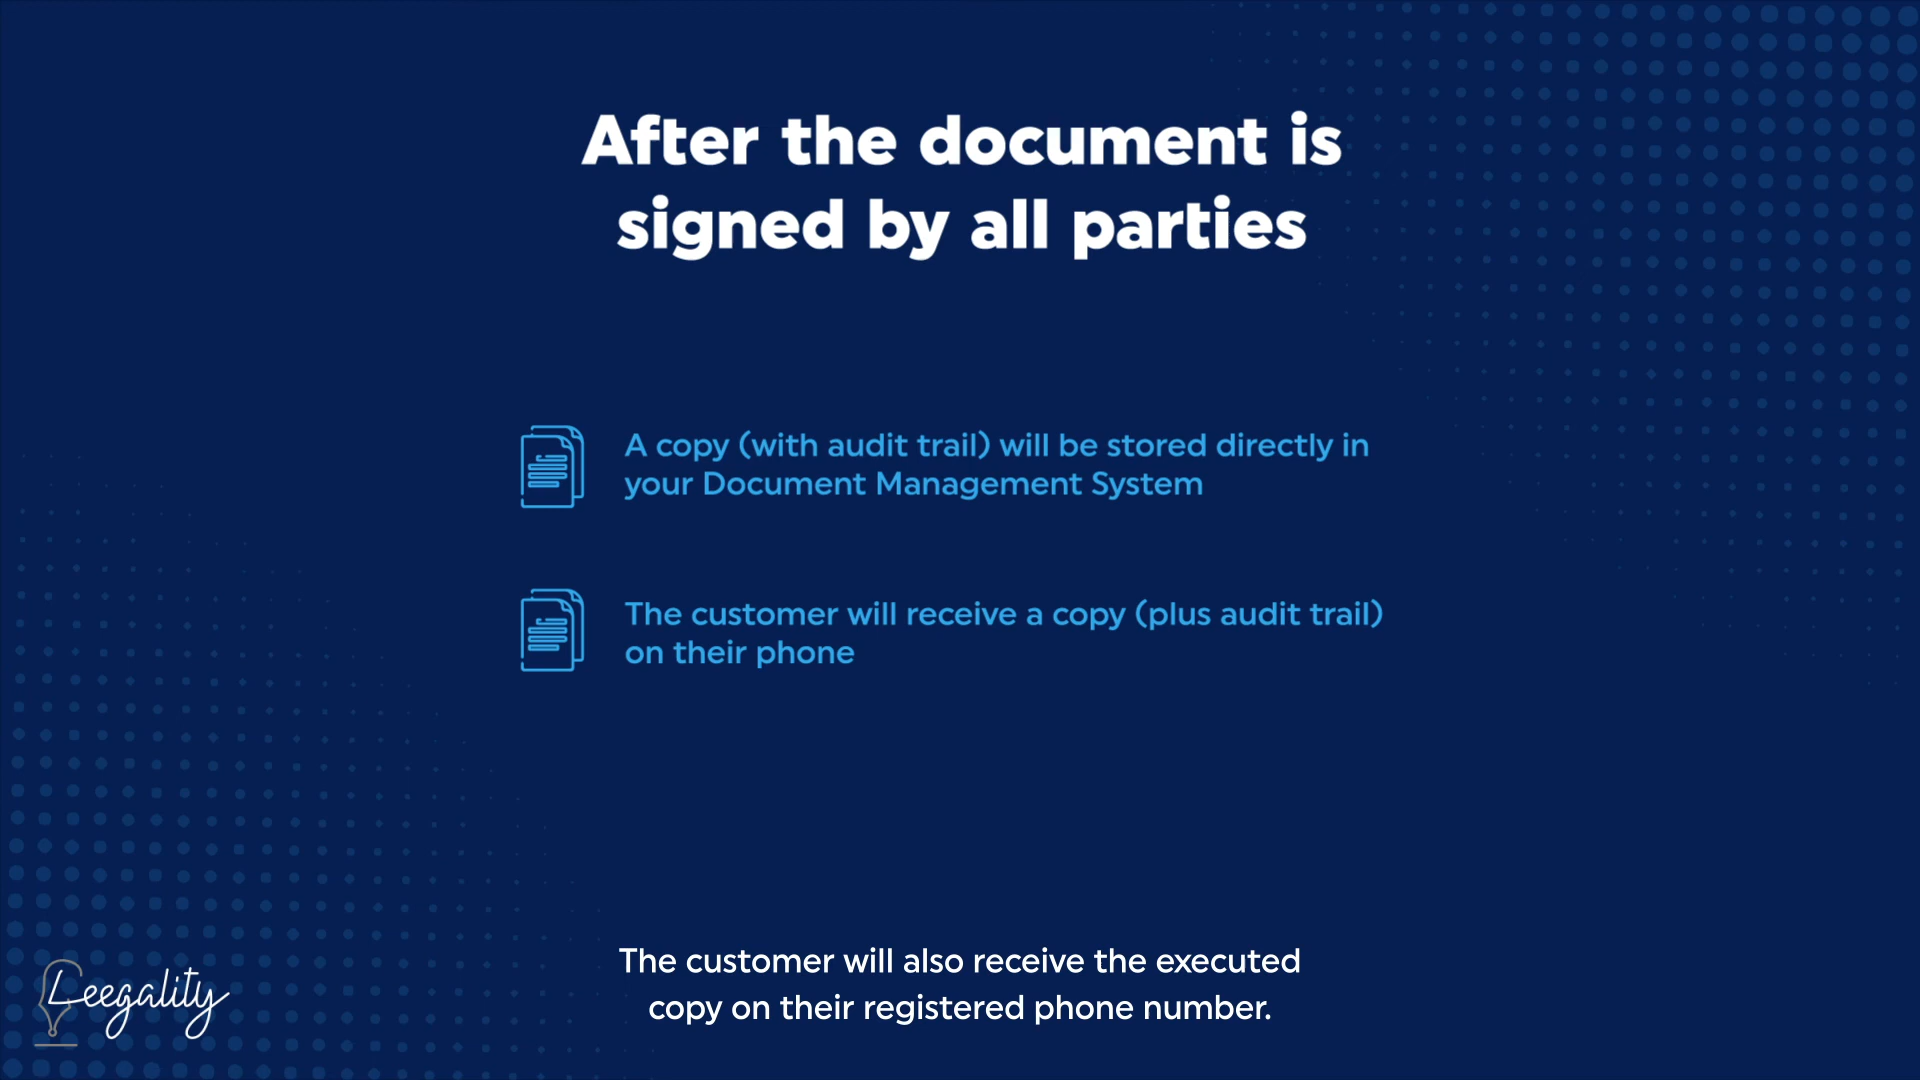 After the document is
signed by all parties
A copy (with audit trail) will be stored directly in
your Document Management System
The customer will receive a copy (plus audit trail)
on their phone
The customer will also receive the executed
copy on their registered phone number.
Leegality